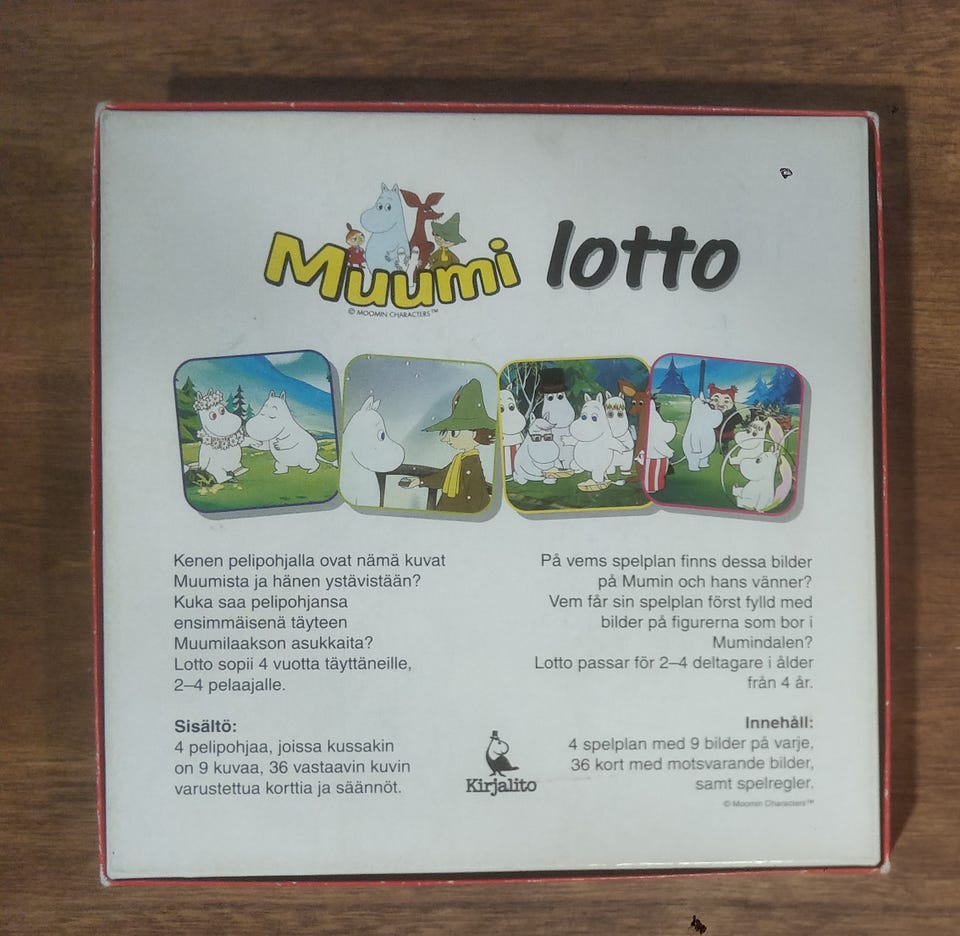 Muumi lotto
© MOOMIN CHARACTERS™
Kenen pelipohjalla ovat nämä kuvat
Muumista ja hänen ystävistään?
Kuka saa pelipohjansa
ensimmäisenä täyteen
Muumilaakson asukkaita?
Lotto sopii 4 vuotta täyttäneille,
2–4 pelaajalle.
Sisältö:
4 pelipohjaa, joissa kussakin
on 9 kuvaa, 36 vastaavin kuvin
varustettua korttia ja säännöt.
På vems spelplan finns dessa bilder
på Mumin och hans vänner?
Vem får sin spelplan först fylld med
bilder på figurerna som bor i
Mumindalen?
Lotto passar för 2–4 deltagare i ålder
från 4 år.
Innehåll:
4 spelplan med 9 bilder på varje,
36 kort med motsvarande bilder,
samt spelregler.
© Moomin Characters™
Kirjalito